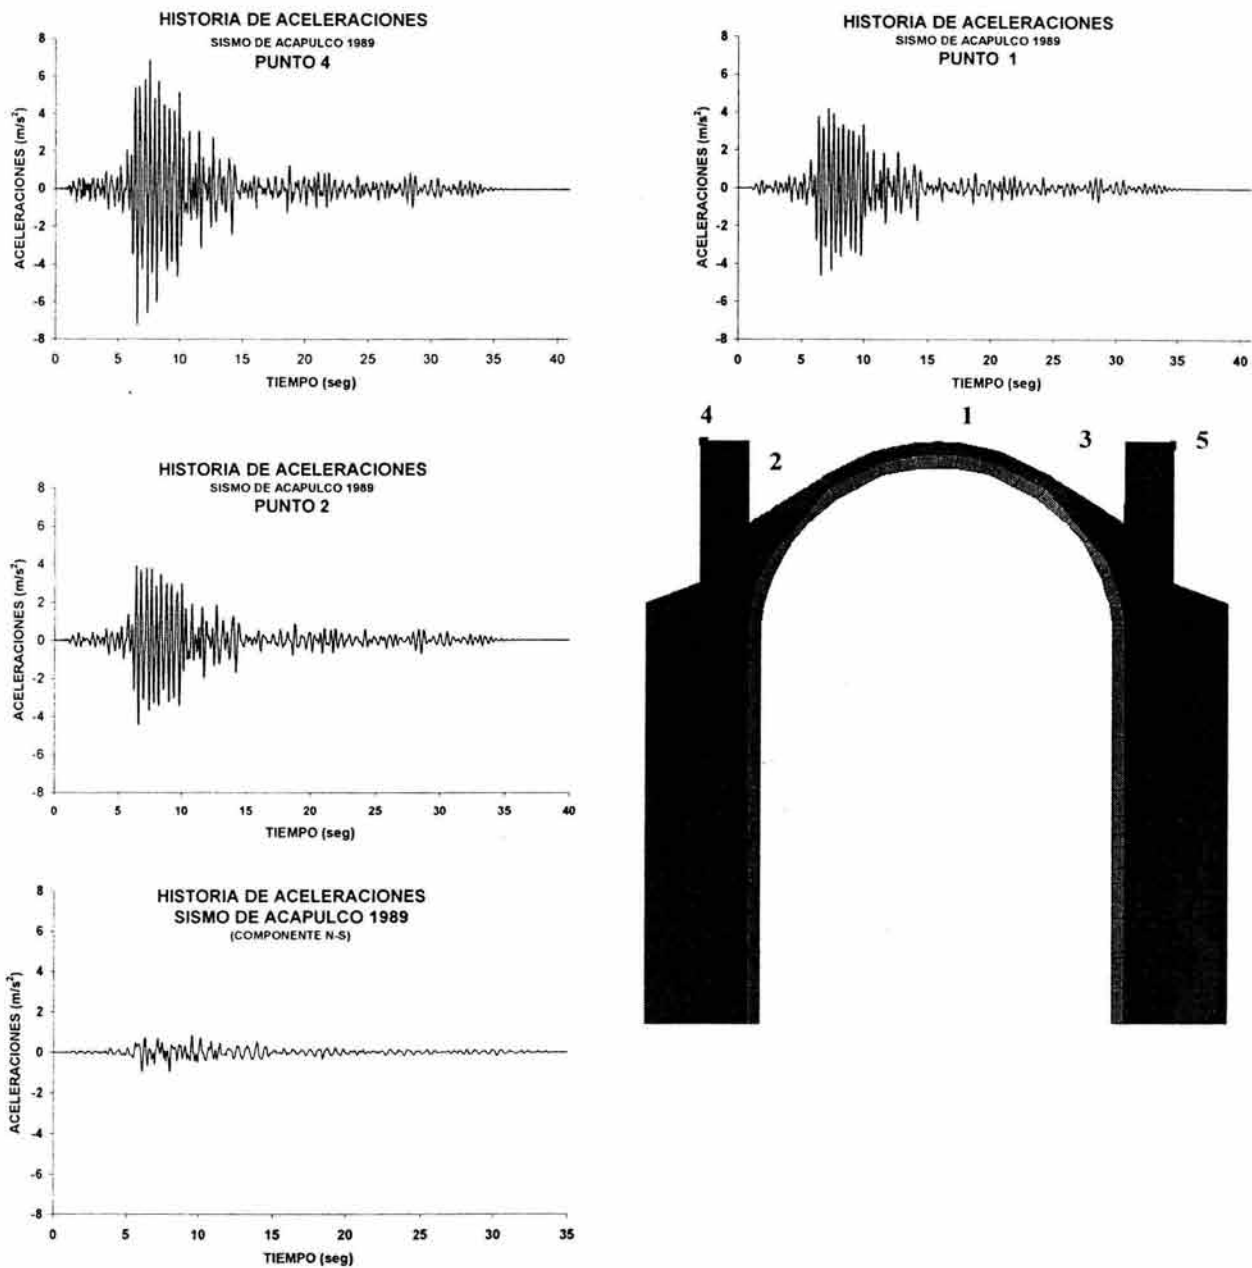 HISTORIA DE ACELERACIONES
SISMO DE ACAPULCO 1989
PUNTO 4
8
6
4
2
0
-2
-4
-6
-8
ACELERACIONES (m/s²)
0 5 10 15 20 25 30 35 40
TIEMPO (seg)
HISTORIA DE ACELERACIONES
SISMO DE ACAPULCO 1989
PUNTO 1
8
6
4
2
0
-2
-4
-6
-8
ACELERACIONES (m/s²)
0 5 10 15 20 25 30 35 40
TIEMPO (seg)
HISTORIA DE ACELERACIONES
SISMO DE ACAPULCO 1989
PUNTO 2
8
6
4
2
0
-2
-4
-6
-8
ACELERACIONES (m/s²)
0 5 10 15 20 25 30 35 40
TIEMPO (seg)
4
1
2
3
5
HISTORIA DE ACELERACIONES
SISMO DE ACAPULCO 1989
(COMPONENTE N-S)
8
6
4
2
0
-2
-4
-6
-8
ACELERACIONES (m/s²)
0 5 10 15 20 25 30 35
TIEMPO (seg)